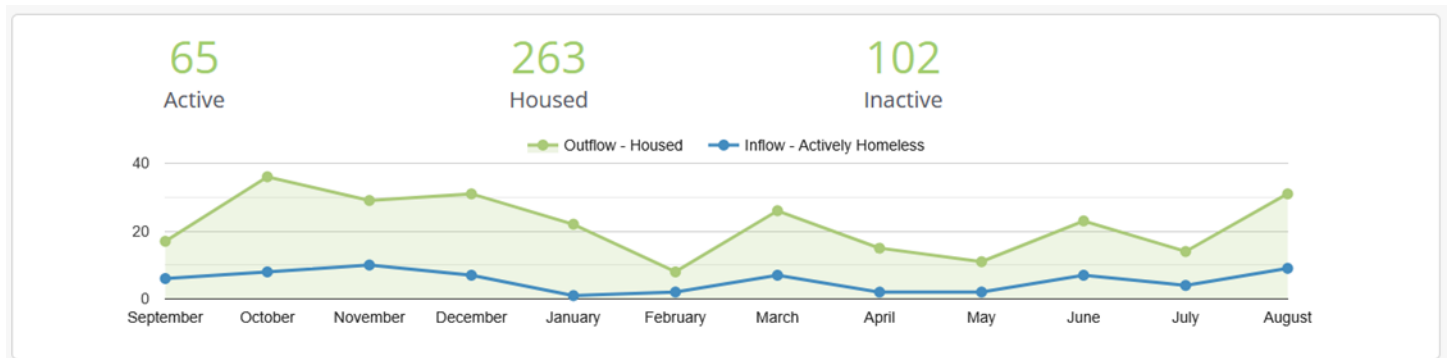 65 263 102
Active Housed Inactive
Outflow - Housed Inflow - Actively Homeless
40
20
0
September October November December January February March April May June July August